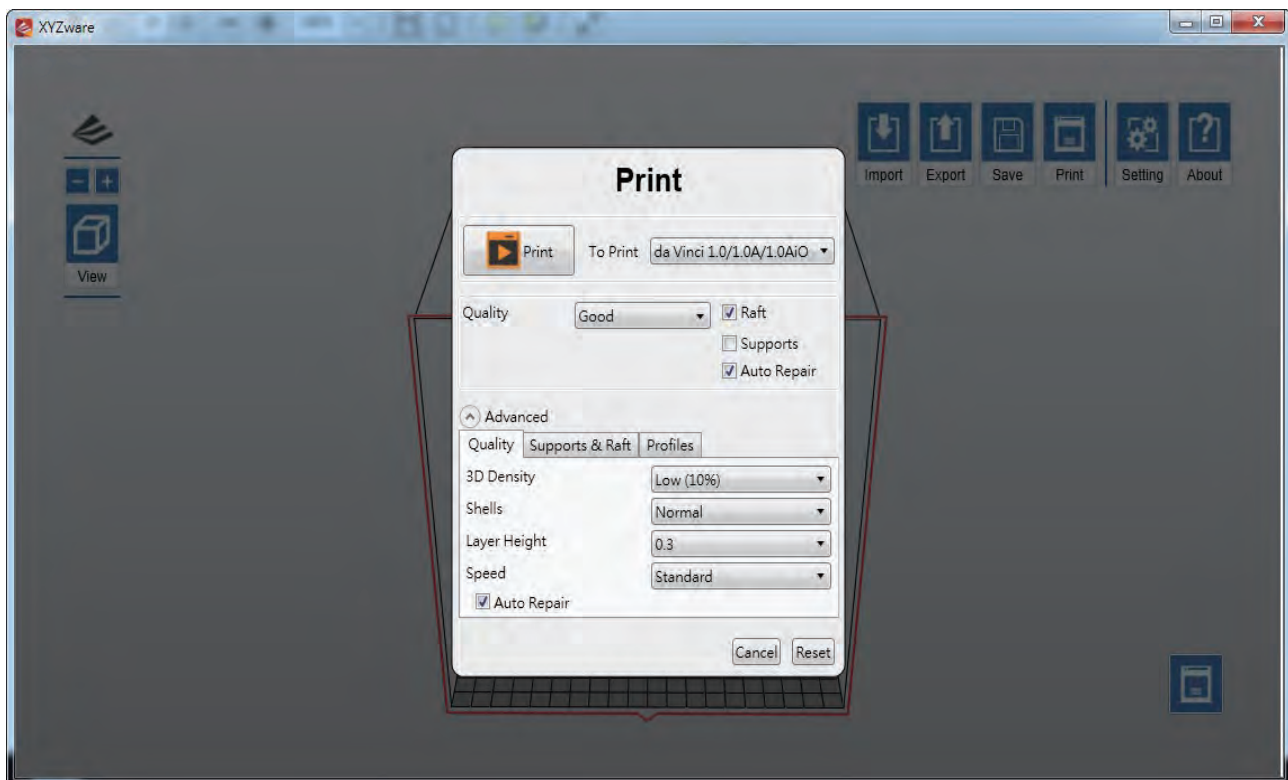 XYZware
Import Export Save Print Setting About
View
Print
Print To Print da Vinci 1.0/1.0A/1.0AiO
Quality Good Raft
Supports
Auto Repair
Advanced
Quality Supports & Raft Profiles
3D Density Low (10%)
Shells Normal
Layer Height 0.3
Speed Standard
Auto Repair
Cancel Reset